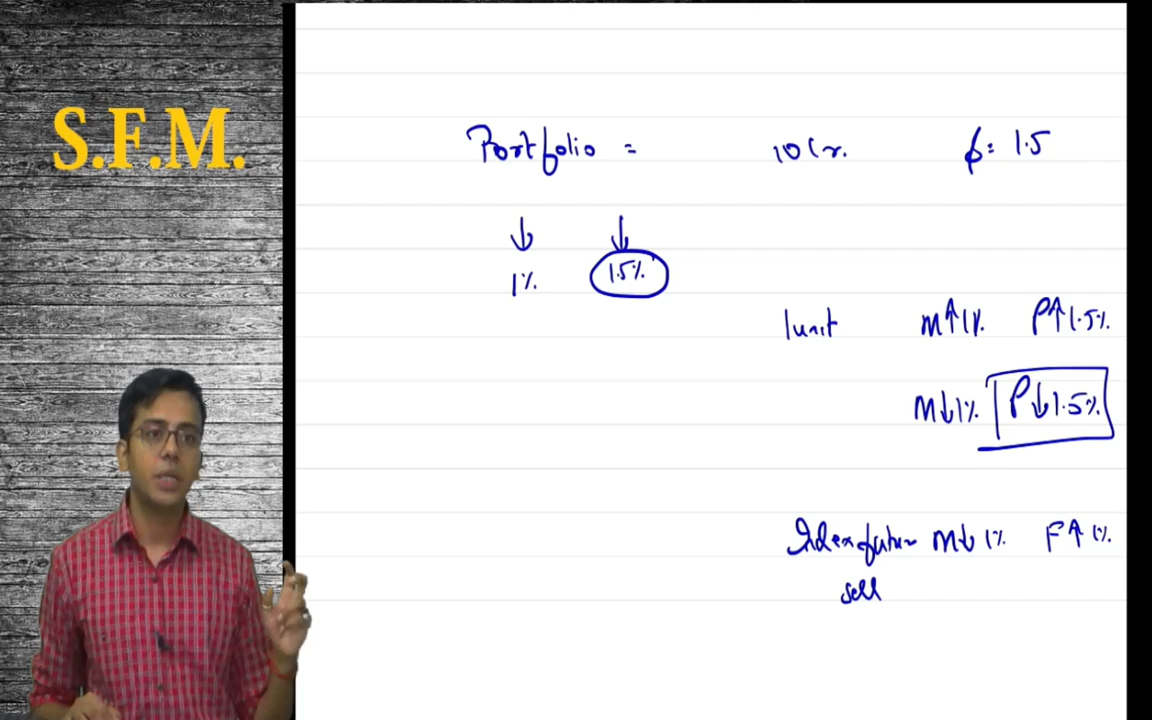 S.F.M.
Portfolio = 10 Cr. β = 1.5
↓ ↓
1% 1.5%
1 unit M↑1% P↑1.5%
M↓1% P↓1.5%
Index future M↓1% F↑1%
sell